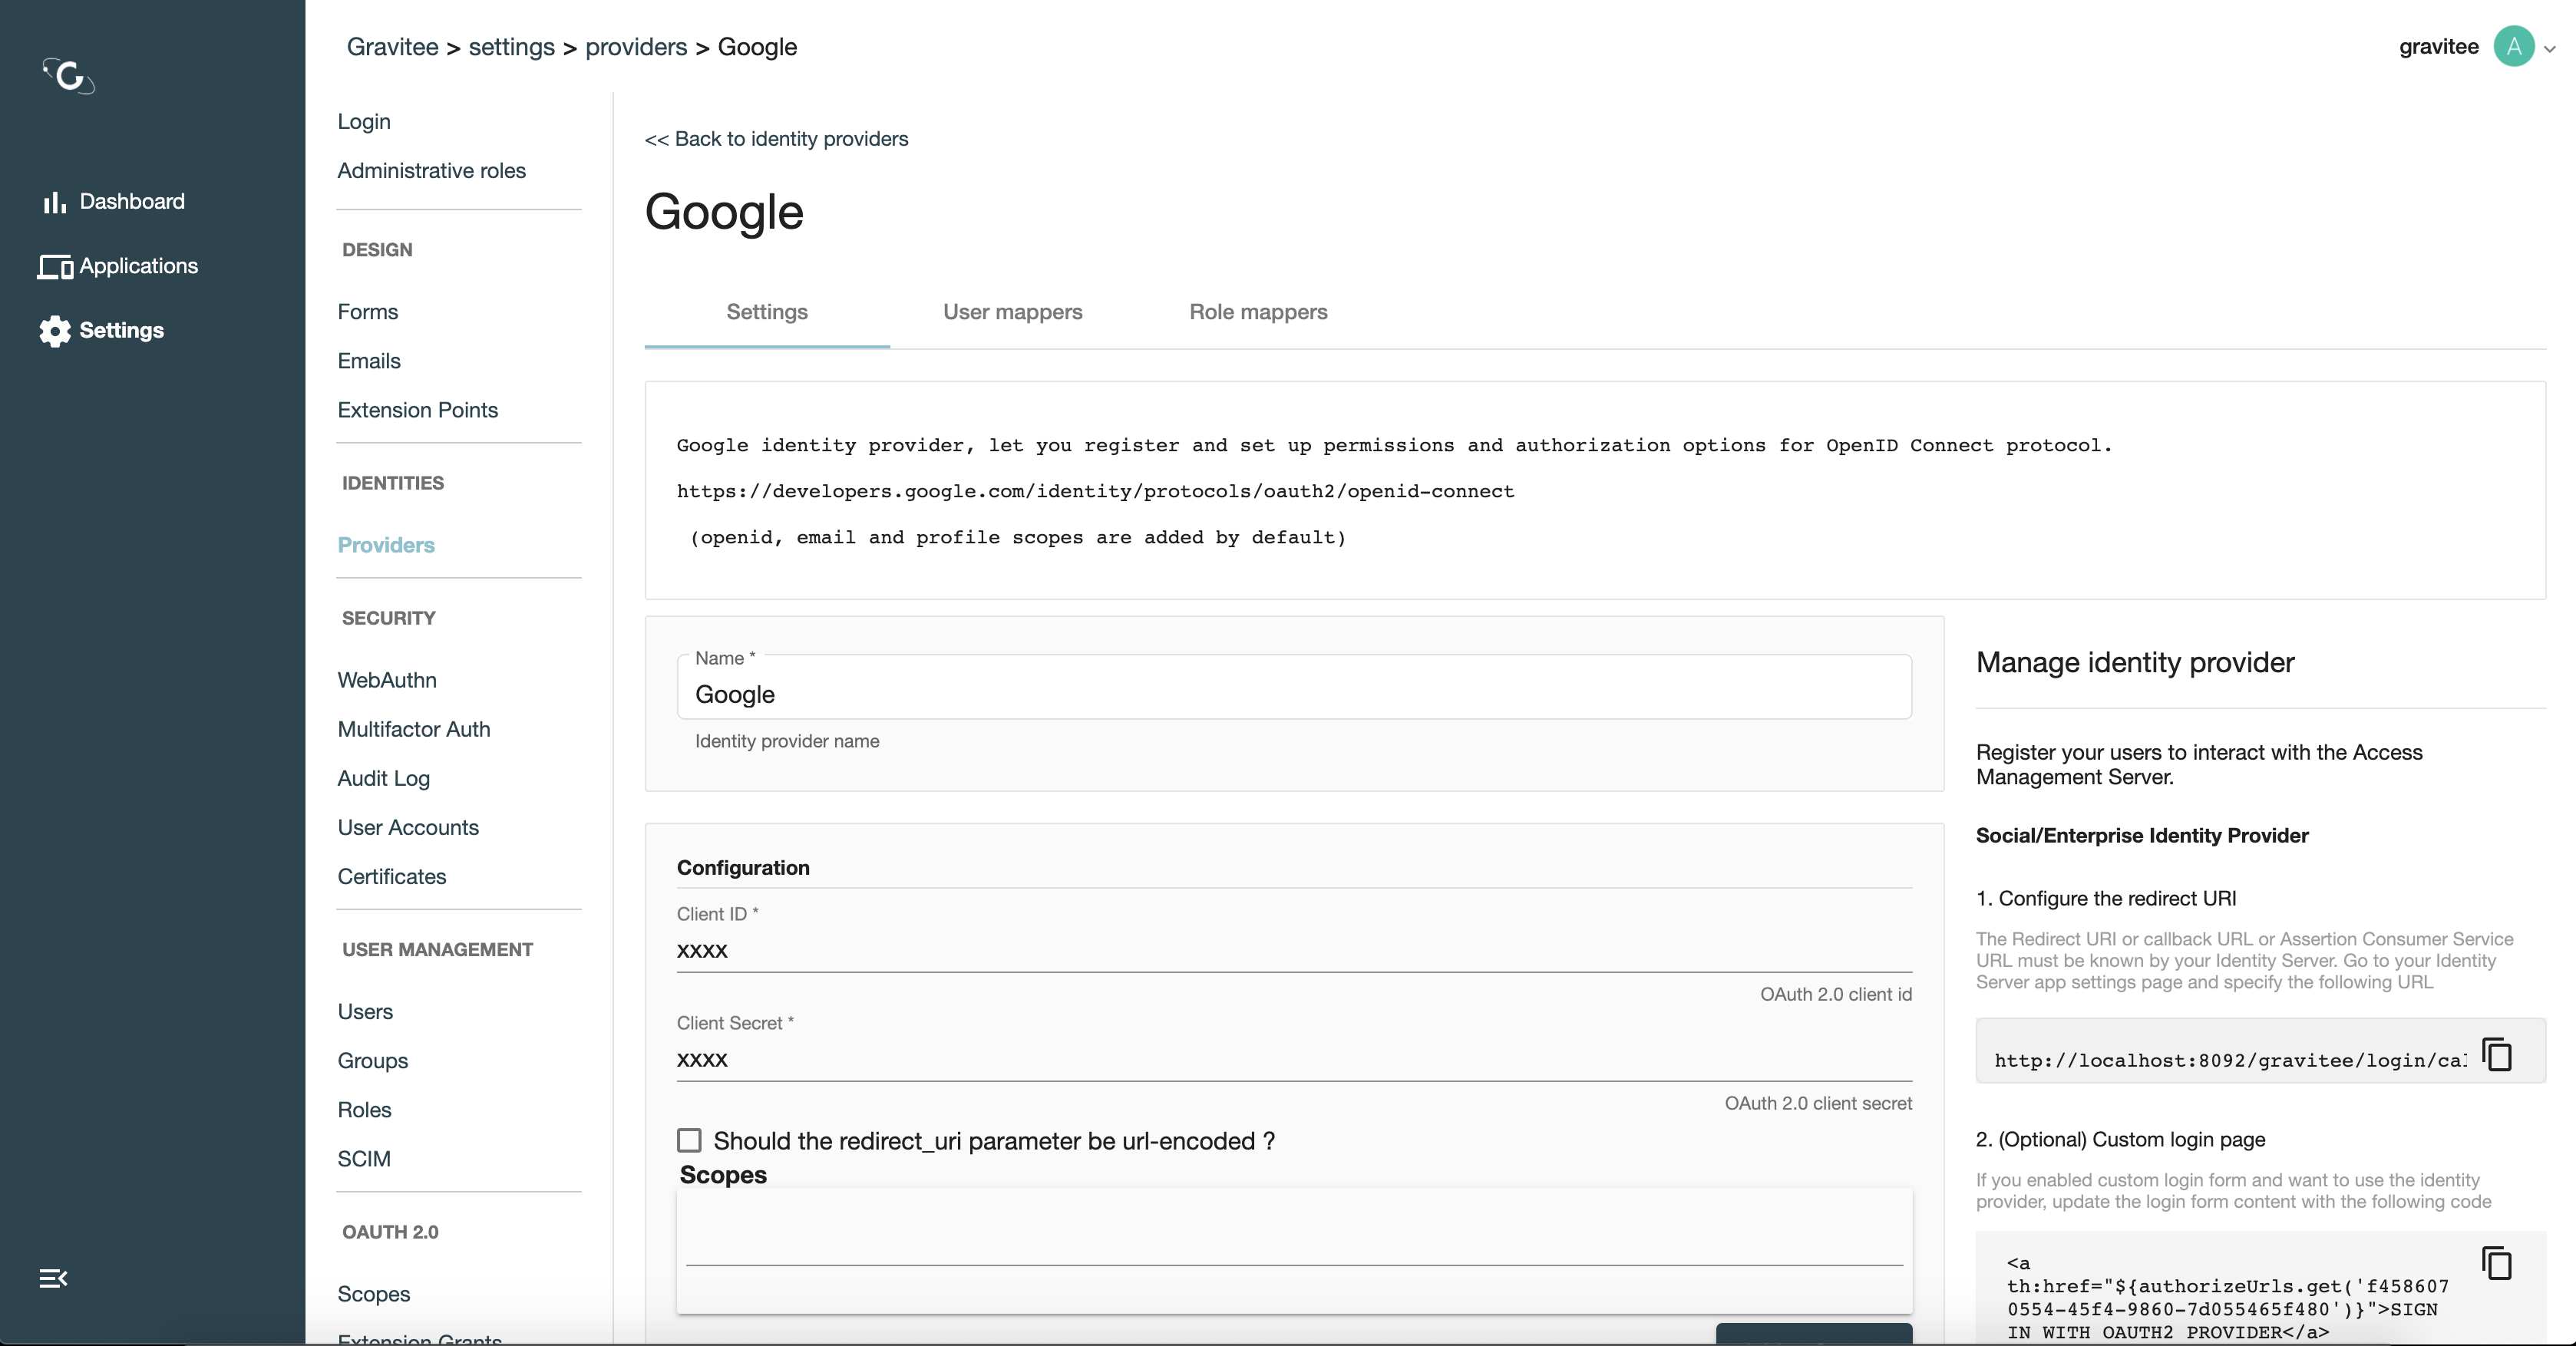 Gravitee > settings > providers > Google
gravitee
A
Dashboard
Applications
Settings
Login
Administrative roles
DESIGN
Forms
Emails
Extension Points
IDENTITIES
Providers
SECURITY
WebAuthn
Multifactor Auth
Audit Log
User Accounts
Certificates
USER MANAGEMENT
Users
Groups
Roles
SCIM
OAUTH 2.0
Scopes
Extension Grants
<< Back to identity providers
Google
Settings
User mappers
Role mappers
Google identity provider, let you register and set up permissions and authorization options for OpenID Connect protocol.
https://developers.google.com/identity/protocols/oauth2/openid-connect
(openid, email and profile scopes are added by default)
Name *
Google
Identity provider name
Configuration
Client ID *
XXXX
OAuth 2.0 client id
Client Secret *
XXXX
OAuth 2.0 client secret
Should the redirect_uri parameter be url-encoded ?
Scopes
Manage identity provider
Register your users to interact with the Access
Management Server.
Social/Enterprise Identity Provider
1. Configure the redirect URI
The Redirect URI or callback URL or Assertion Consumer Service
URL must be known by your Identity Server. Go to your Identity
Server app settings page and specify the following URL
http://localhost:8092/gravitee/login/cal
2. (Optional) Custom login page
If you enabled custom login form and want to use the identity
provider, update the login form content with the following code
<a
th:href="${authorizeUrls.get('f458607
0554-45f4-9860-7d055465f480')}">SIGN
IN WITH OAUTH2 PROVIDER</a>